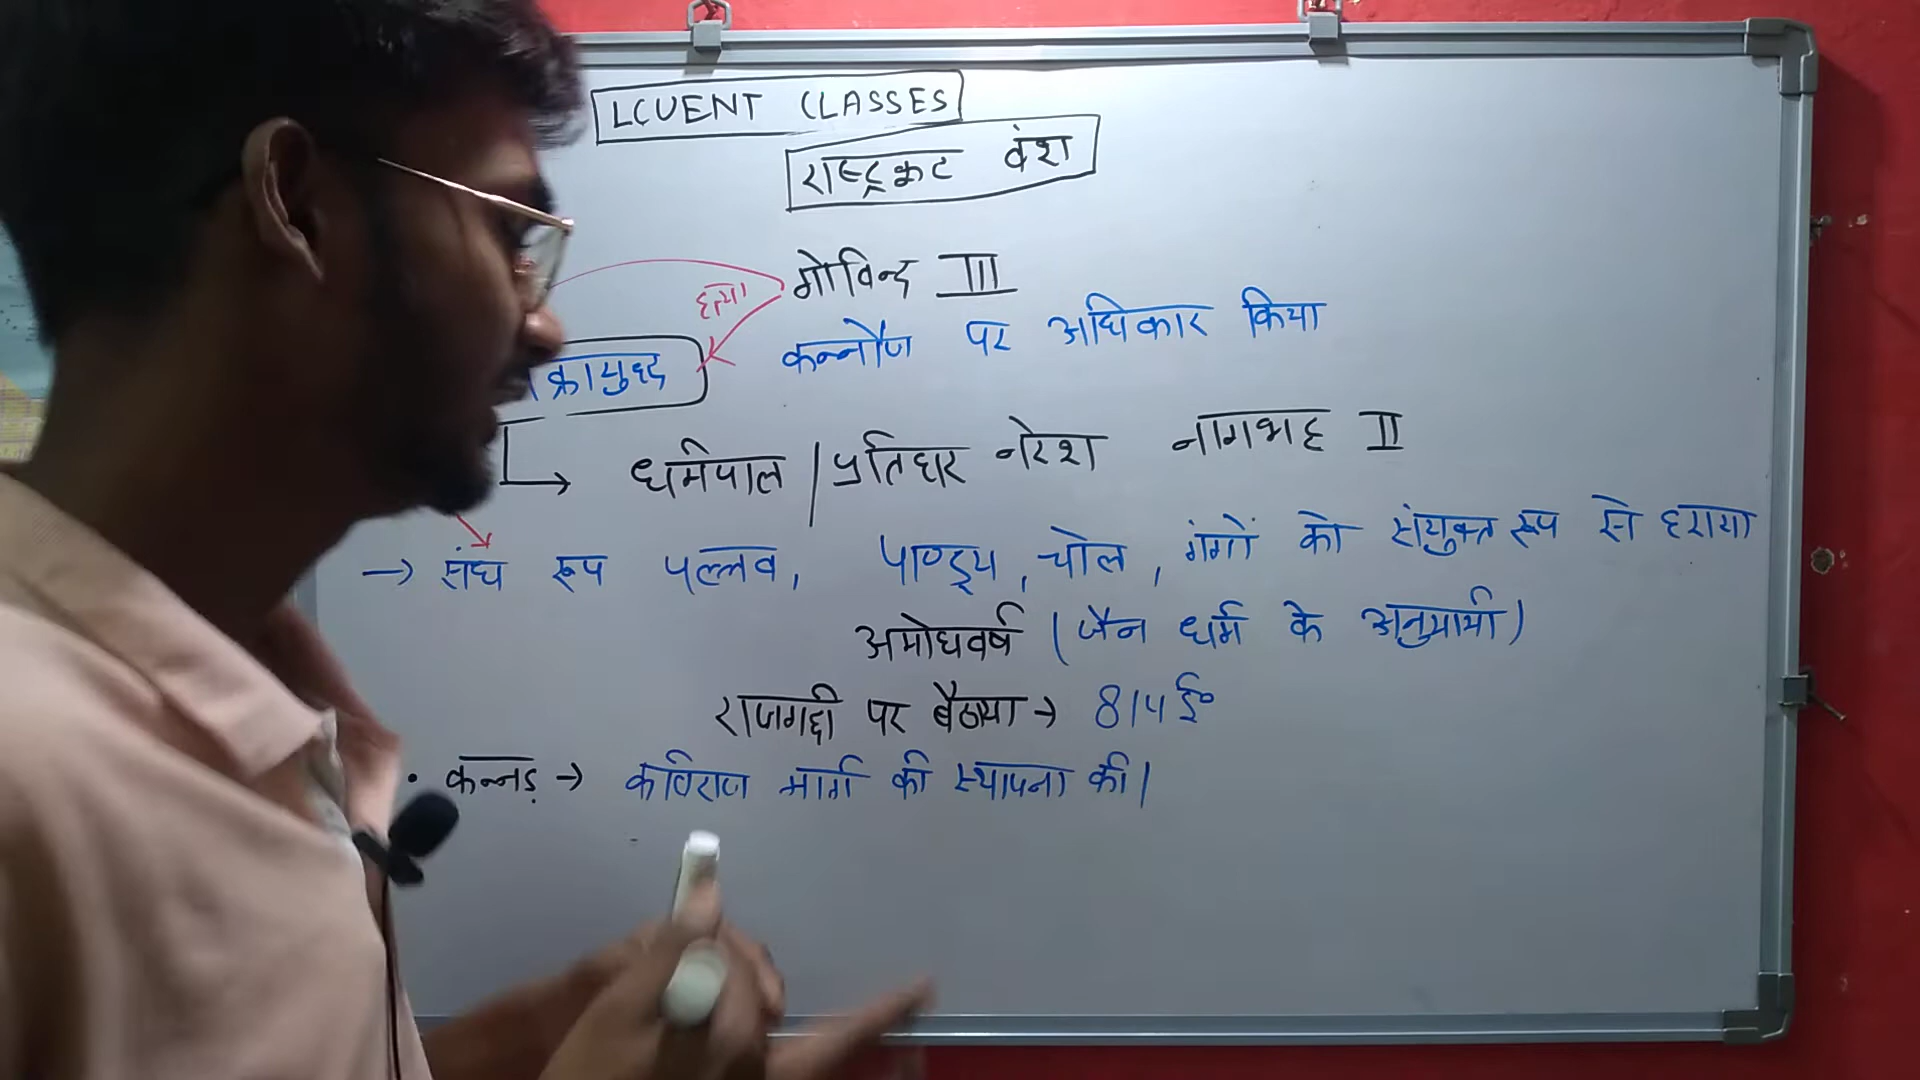 LCUENT CLASSES
राष्ट्रकूट वंश
गोविन्द III
हत्या
कन्नौज पर अधिकार किया
क्रायुद्ध
धर्मपाल / प्रतिहार नरेश नागभट्ट II
→ संघ रूप पल्लव, पाण्ड्य, चोल, गंगों को संयुक्त रूप से हराया
अमोघवर्ष (जैन धर्म के अनुयायी)
राजगद्दी पर बैठाया → 814 ई०
• कन्नड़ → कविराज मार्ग की स्थापना की।